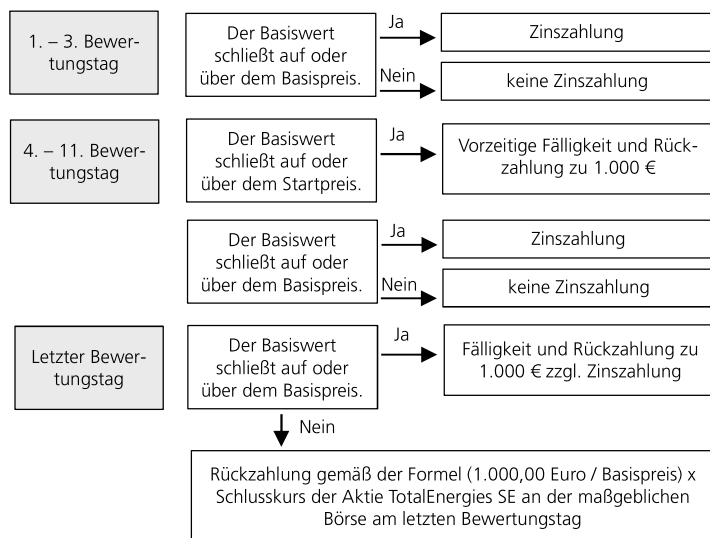 1. – 3. Bewer-
tungstag
Der Basiswert
schließt auf oder
über dem Basispreis.
Ja
Zinszahlung
Nein
keine Zinszahlung
4. – 11. Bewer-
tungstag
Der Basiswert
schließt auf oder
über dem Startpreis.
Ja
Vorzeitige Fälligkeit und Rück-
zahlung zu 1.000 €
Der Basiswert
schließt auf oder
über dem Basispreis.
Ja
Zinszahlung
Nein
keine Zinszahlung
Letzter Bewer-
tungstag
Der Basiswert
schließt auf oder
über dem Basispreis.
Ja
Fälligkeit und Rückzahlung zu
1.000 € zzgl. Zinszahlung
Nein
Rückzahlung gemäß der Formel (1.000,00 Euro / Basispreis) x
Schlusskurs der Aktie TotalEnergies SE an der maßgeblichen
Börse am letzten Bewertungstag